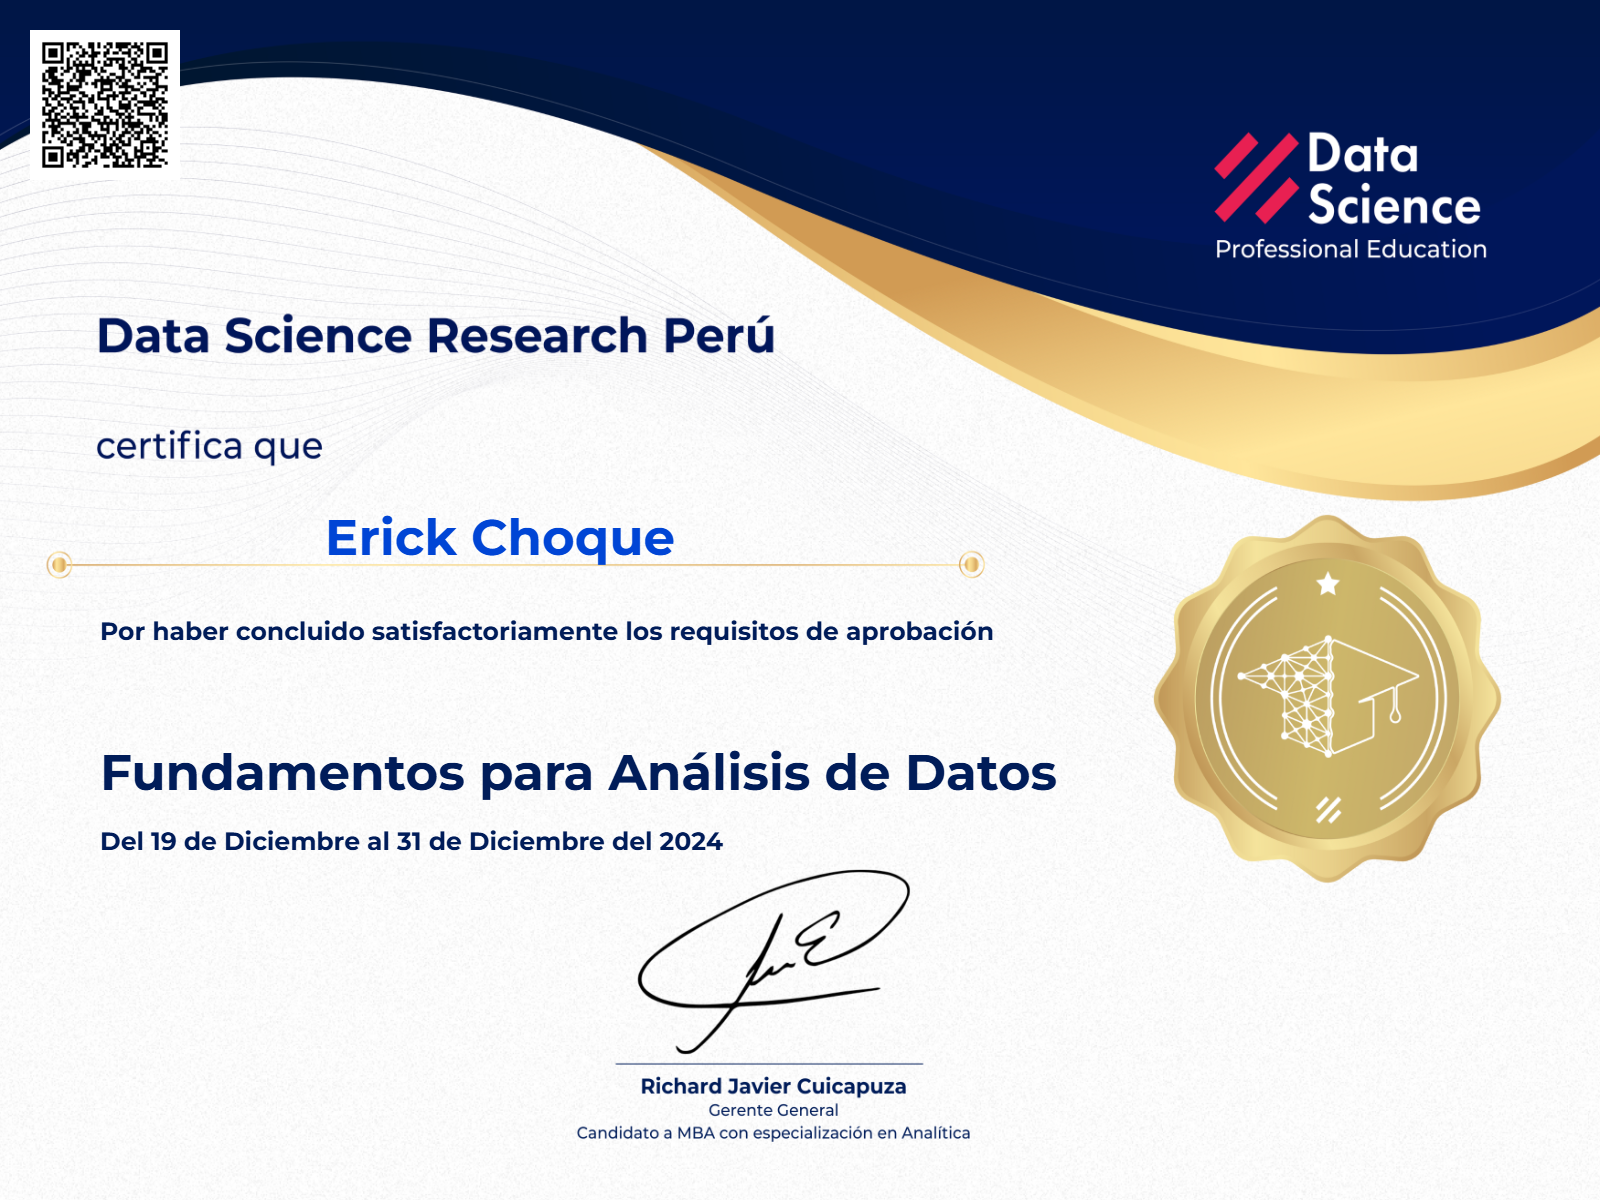 Data
Science
Professional Education
Data Science Research Perú
certifica que
Erick Choque
Por haber concluido satisfactoriamente los requisitos de aprobación
Fundamentos para Análisis de Datos
Del 19 de Diciembre al 31 de Diciembre del 2024
Richard Javier Cuicapuza
Gerente General
Candidato a MBA con especialización en Analítica